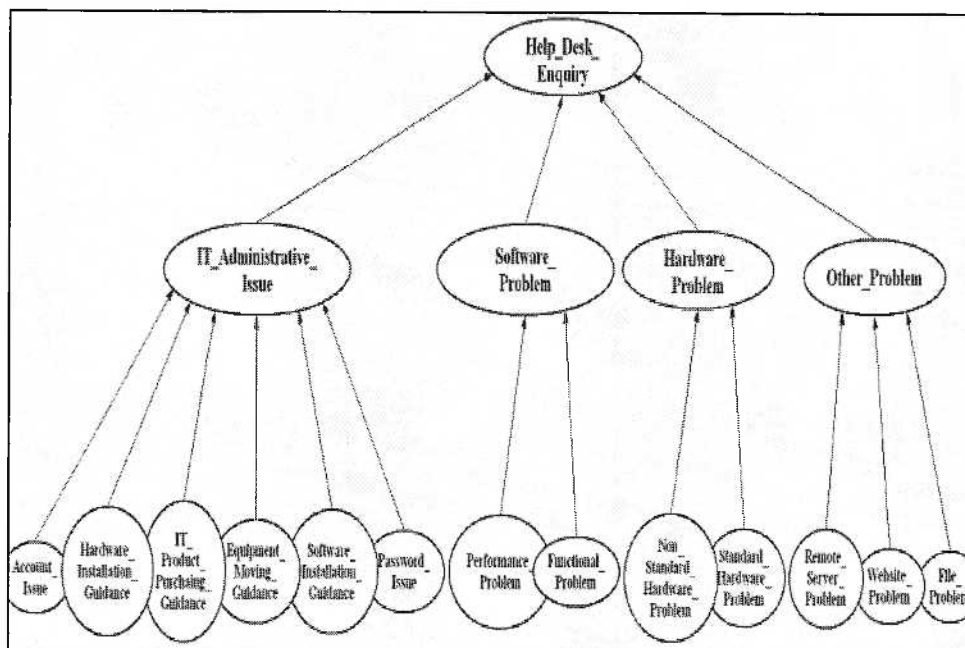 Help_Desk_
Enquiry
IT_Administrative_
Issue
Software_
Problem
Hardware_
Problem
Other_Problem
Account_
Issue
Hardware_
Installation_
Guidance
IT_
Product_
Purchasing_
Guidance
Equipment_
Moving_
Guidance
Software_
Installation_
Guidance
Password_
Issue
Performance
Problem
Functional_
Problem
Non_
Standard_
Hardware_
Problem
Standard_
Hardware_
Problem
Remote_
Server_
Problem
Website_
Problem
File_
Problem